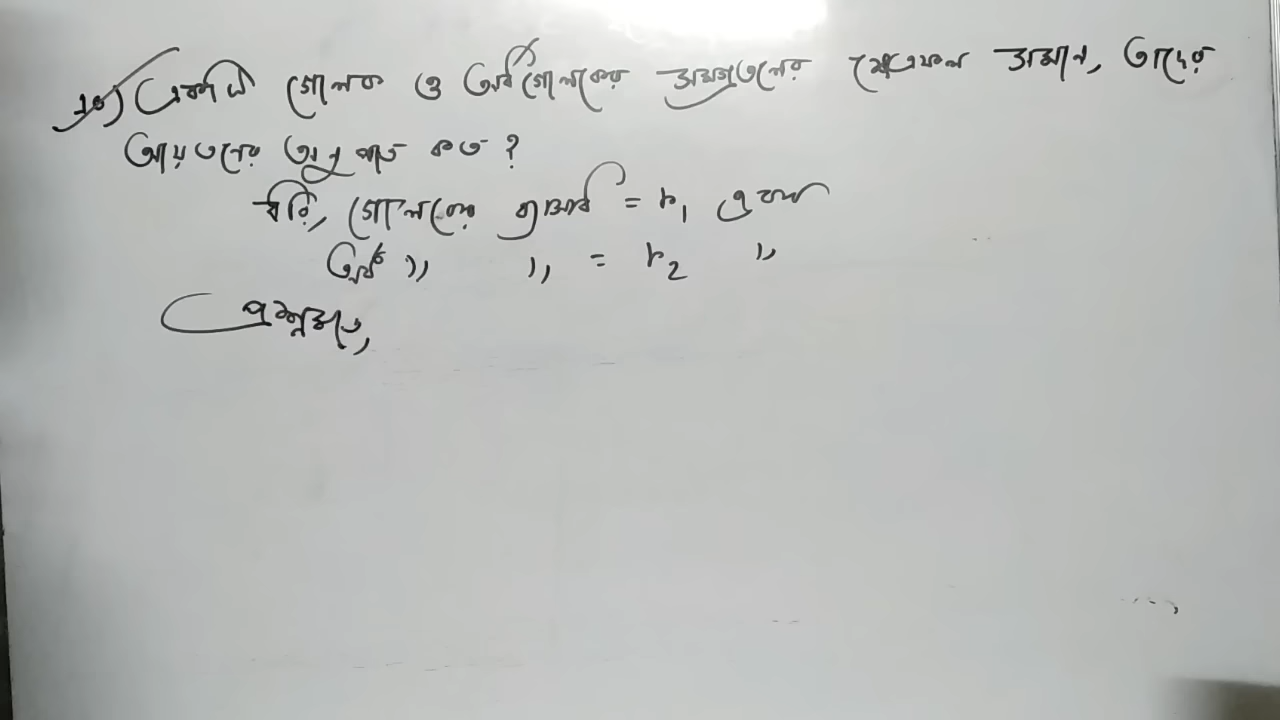 ১০) একটি গোলক ও অর্ধগোলকের সমগ্রতলের ক্ষেত্রফল সমান, তাদের
আয়তনের অনুপাত কত ?
ধরি, গোলকের ব্যাসার্ধ = r₁ একক
অর্ধ ,, ,, = r₂ ,,
প্রশ্নমতে,